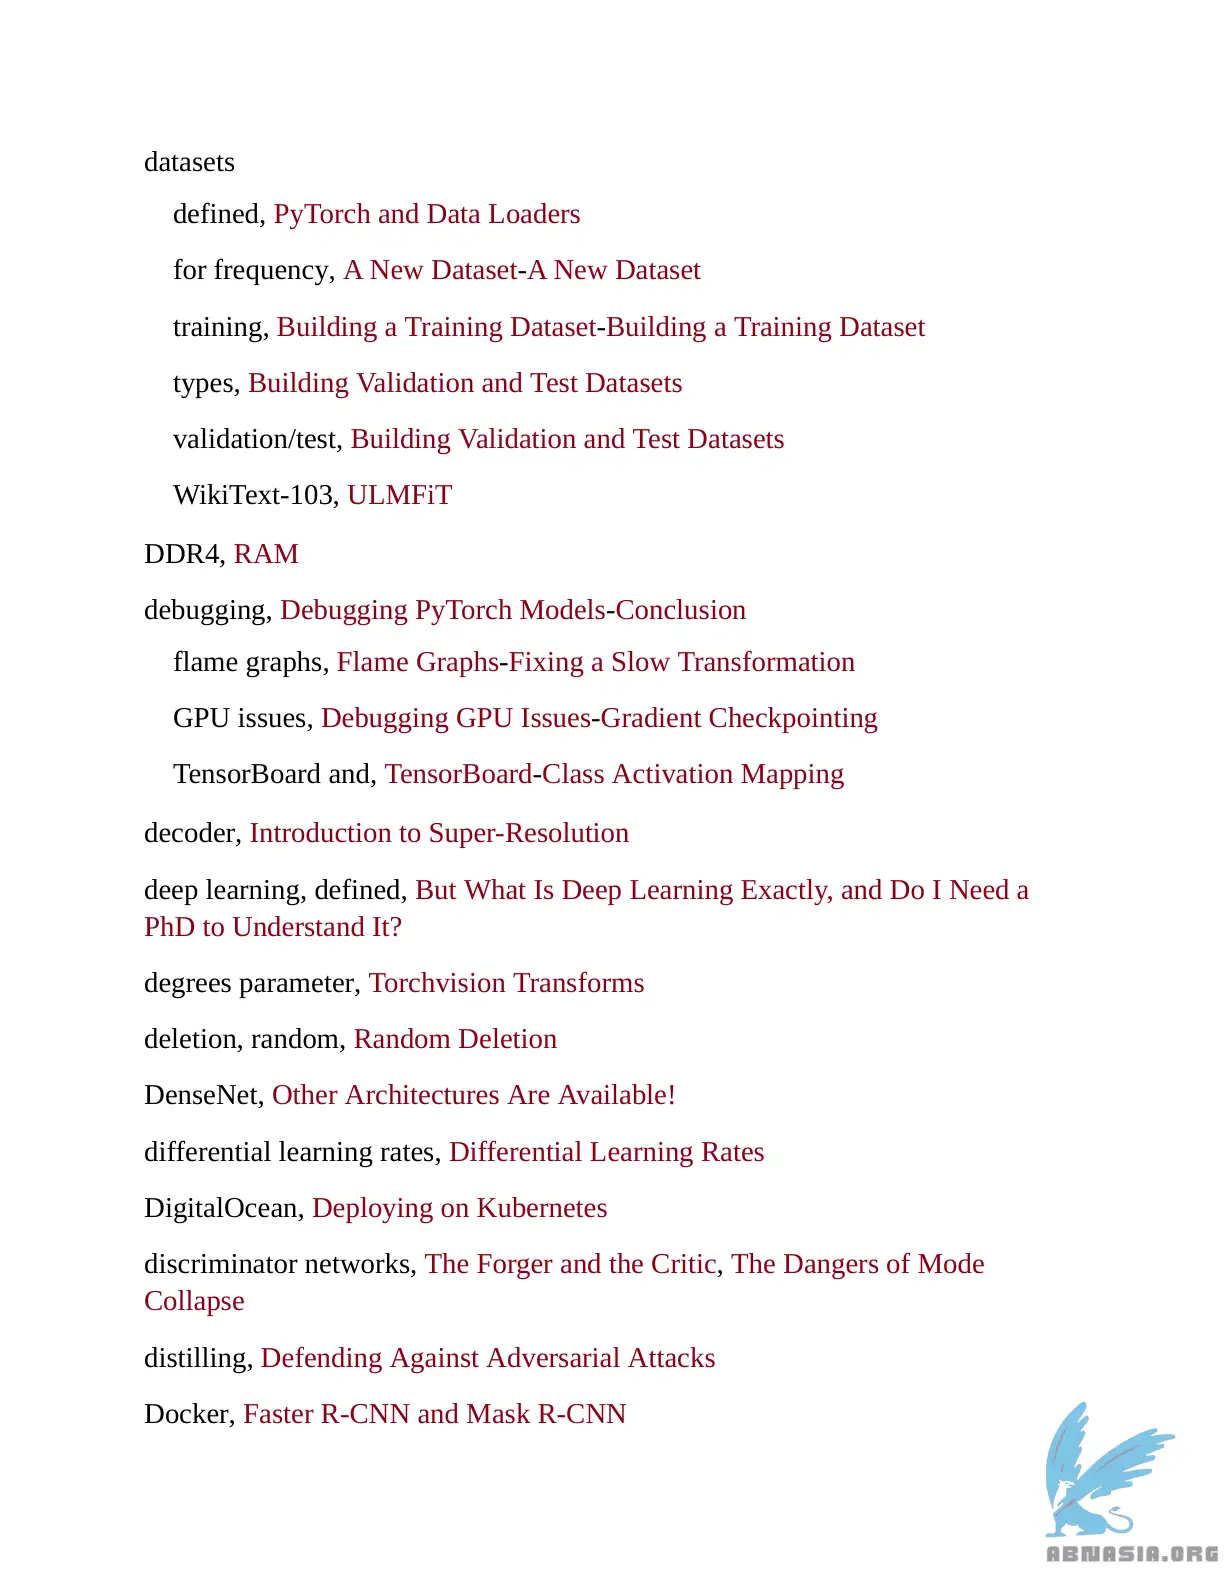 datasets
defined, PyTorch and Data Loaders
for frequency, A New Dataset-A New Dataset
training, Building a Training Dataset-Building a Training Dataset
types, Building Validation and Test Datasets
validation/test, Building Validation and Test Datasets
WikiText-103, ULMFiT
DDR4, RAM
debugging, Debugging PyTorch Models-Conclusion
flame graphs, Flame Graphs-Fixing a Slow Transformation
GPU issues, Debugging GPU Issues-Gradient Checkpointing
TensorBoard and, TensorBoard-Class Activation Mapping
decoder, Introduction to Super-Resolution
deep learning, defined, But What Is Deep Learning Exactly, and Do I Need a
PhD to Understand It?
degrees parameter, Torchvision Transforms
deletion, random, Random Deletion
DenseNet, Other Architectures Are Available!
differential learning rates, Differential Learning Rates
DigitalOcean, Deploying on Kubernetes
discriminator networks, The Forger and the Critic, The Dangers of Mode
Collapse
distilling, Defending Against Adversarial Attacks
Docker, Faster R-CNN and Mask R-CNN
ABNASIA.ORG